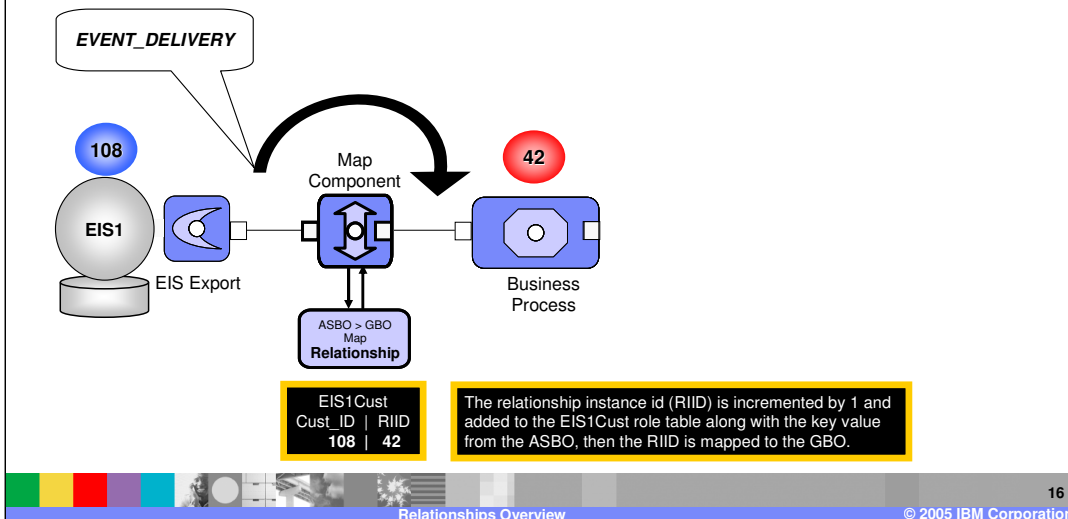 EVENT_DELIVERY
108
42
Map
Component
EIS1
EIS Export
Business
Process
ASBO > GBO
Map
Relationship
EIS1Cust
Cust_ID | RIID
108 | 42
The relationship instance id (RIID) is incremented by 1 and
added to the EIS1Cust role table along with the key value
from the ASBO, then the RIID is mapped to the GBO.
16
Relationships Overview
© 2005 IBM Corporation